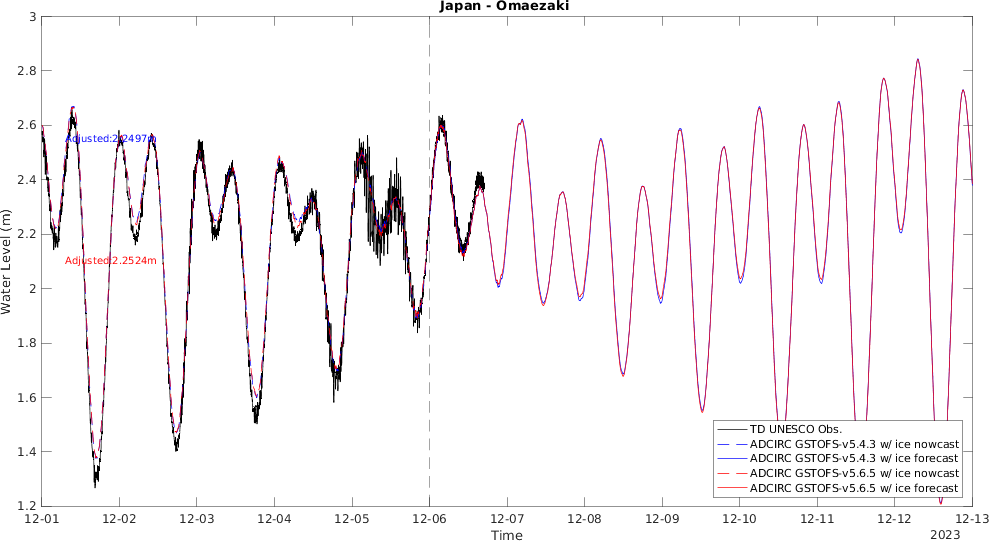 Japan - Omaezaki
3
2.8
2.6
2.4
2.2
2
1.8
1.6
1.4
1.2
Water Level (m)
Adjusted:2.2497m
Adjusted:2.2524m
TD UNESCO Obs.
ADCIRC GSTOFS-v5.4.3 w/ ice nowcast
ADCIRC GSTOFS-v5.4.3 w/ ice forecast
ADCIRC GSTOFS-v5.6.5 w/ ice nowcast
ADCIRC GSTOFS-v5.6.5 w/ ice forecast
12-01 12-02 12-03 12-04 12-05 12-06 12-07 12-08 12-09 12-10 12-11 12-12 12-13
Time
2023